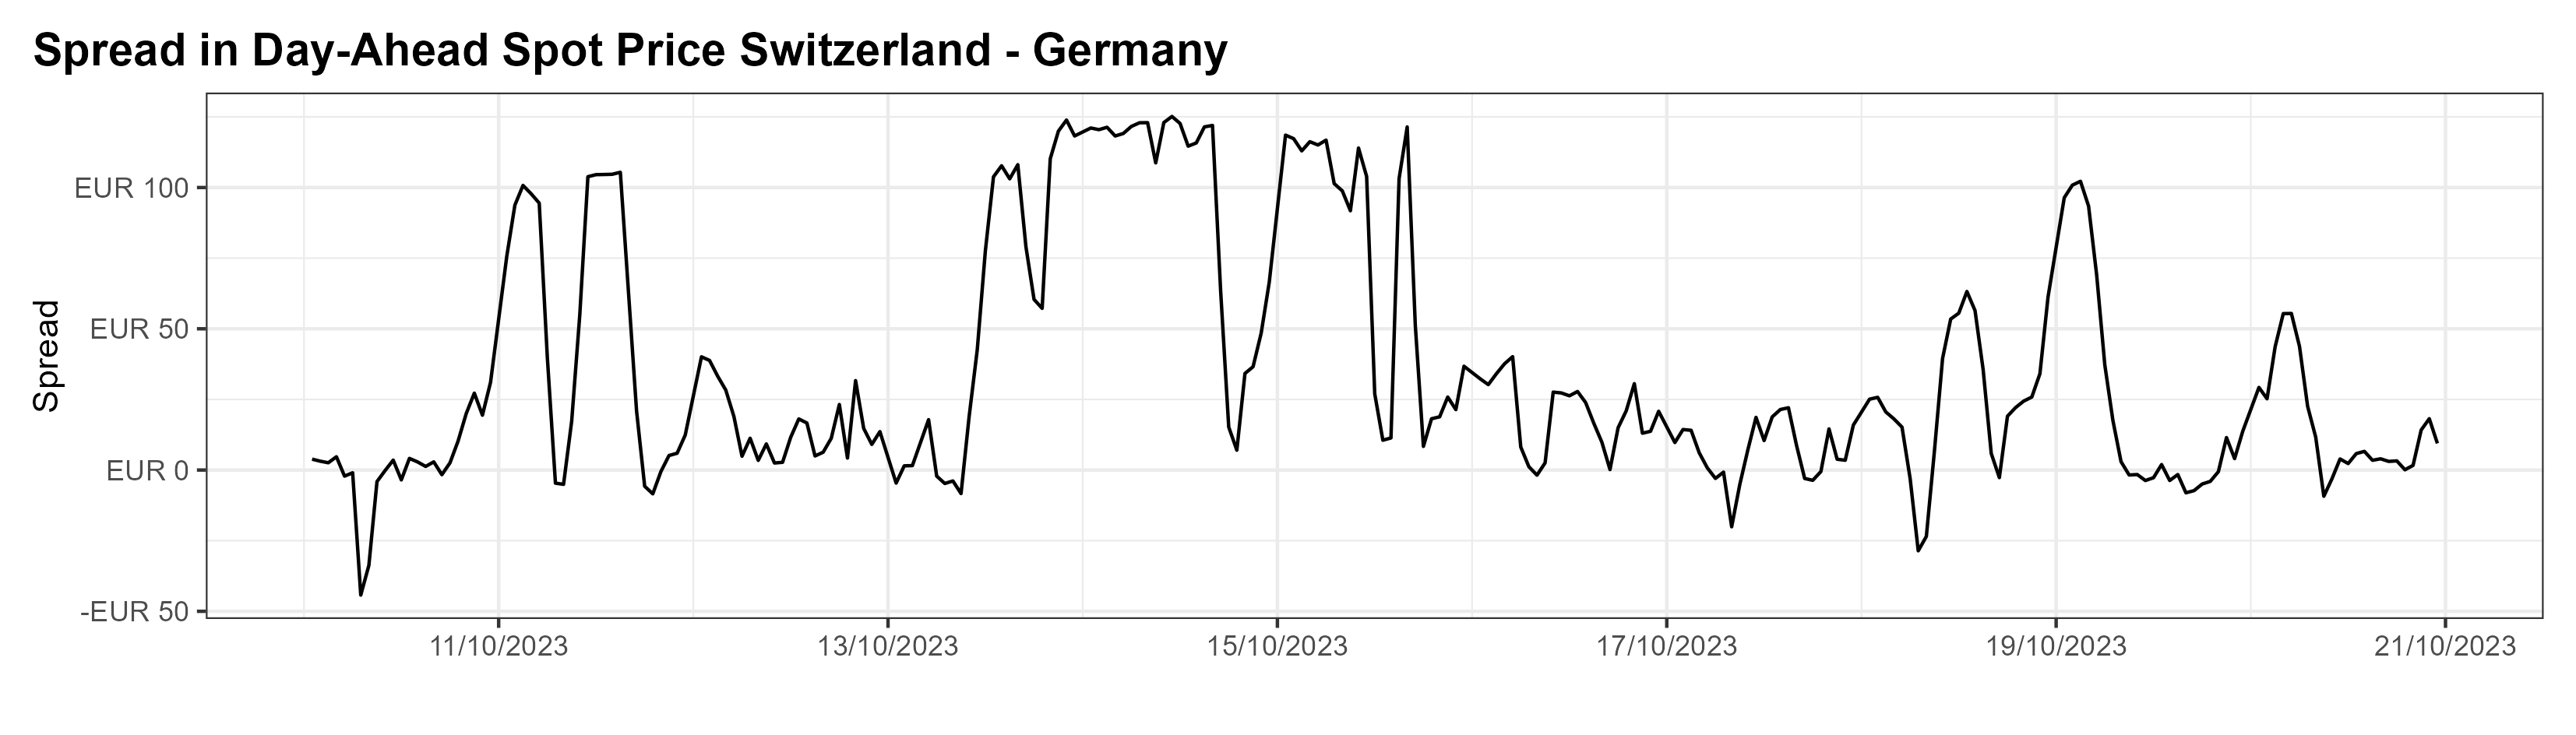 Spread in Day-Ahead Spot Price Switzerland - Germany
Spread
EUR 100
EUR 50
EUR 0
-EUR 50
11/10/2023
13/10/2023
15/10/2023
17/10/2023
19/10/2023
21/10/2023